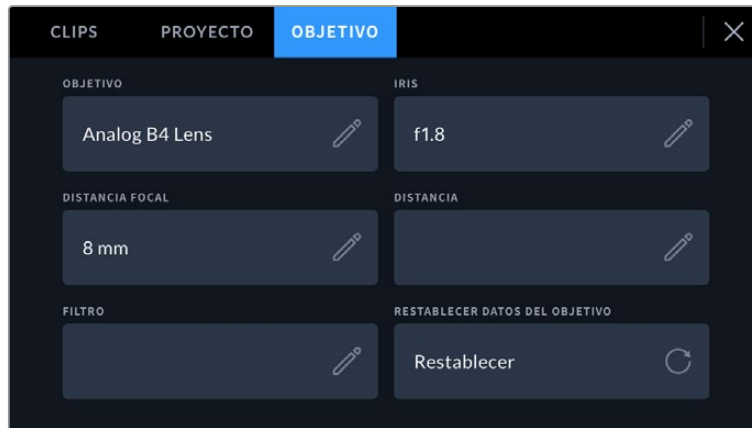 CLIPS PROYECTO OBJETIVO
OBJETIVO IRIS
Analog B4 Lens f1.8
DISTANCIA FOCAL DISTANCIA
8 mm
FILTRO RESTABLECER DATOS DEL OBJETIVO
Restablecer